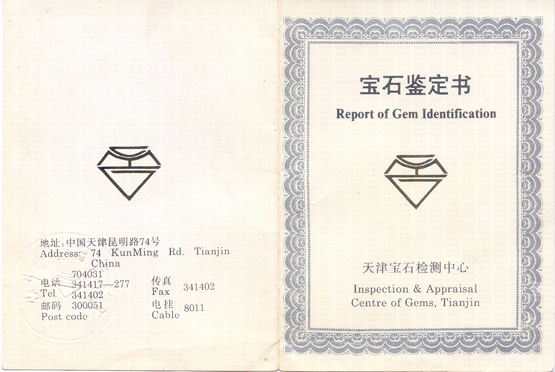 地址:中国天津昆明路74号
Address: 74 KunMing Rd. Tianjin
China
704031
电话 341417—277 传真
Tel 341402 Fax 341402
邮码 300051 电挂 8011
Post code Cable
宝石鉴定书
Report of Gem Identification
天津宝石检测中心
Inspection & Appraisal
Centre of Gems, Tianjin